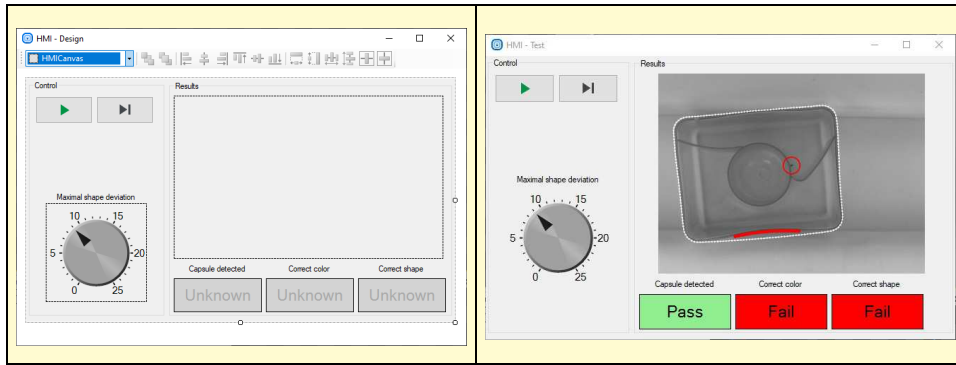 HMI - Design
HMICanvas
Control
Results
Maximal shape deviation
10 15
5 20
0 25
Capsule detected Correct color Correct shape
Unknown Unknown Unknown
HMI - Test
Control
Results
Maximal shape deviation
10 15
5 20
0 25
Capsule detected Correct color Correct shape
Pass Fail Fail